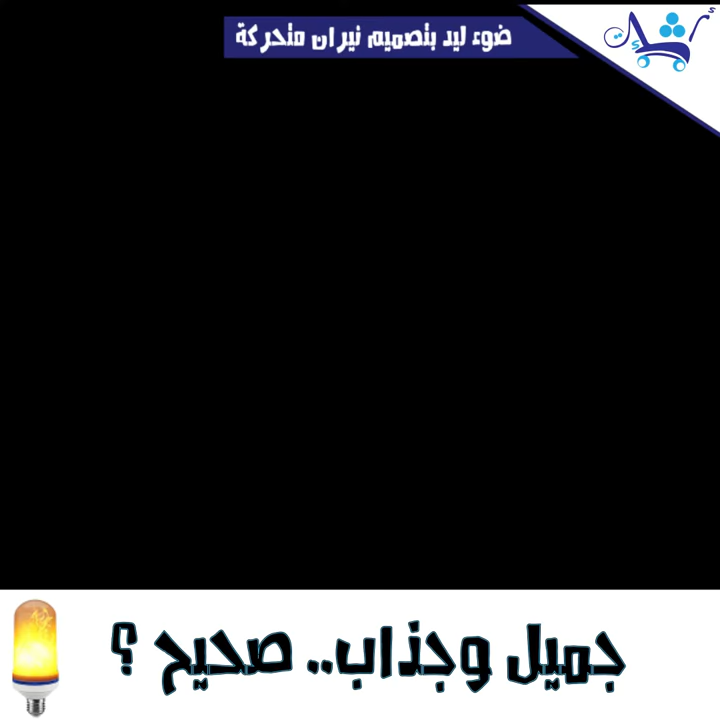 ضوء ليد بتصميم نيران متحركة
جميل وجذاب.. صحيح ؟